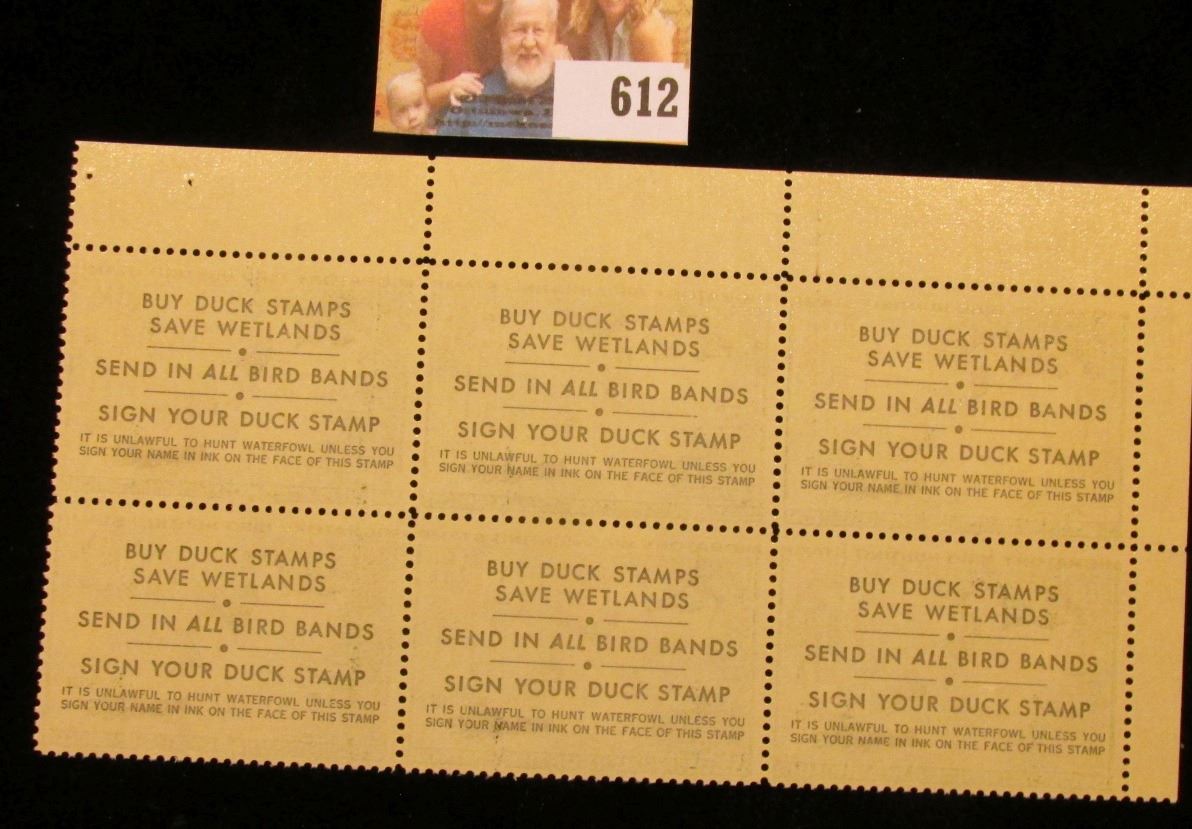 612
BUY DUCK STAMPS
SAVE WETLANDS
SEND IN ALL BIRD BANDS
SIGN YOUR DUCK STAMP
IT IS UNLAWFUL TO HUNT WATERFOWL UNLESS YOU
SIGN YOUR NAME IN INK ON THE FACE OF THIS STAMP
BUY DUCK STAMPS
SAVE WETLANDS
SEND IN ALL BIRD BANDS
SIGN YOUR DUCK STAMP
IT IS UNLAWFUL TO HUNT WATERFOWL UNLESS YOU
SIGN YOUR NAME IN INK ON THE FACE OF THIS STAMP
BUY DUCK STAMPS
SAVE WETLANDS
SEND IN ALL BIRD BANDS
SIGN YOUR DUCK STAMP
IT IS UNLAWFUL TO HUNT WATERFOWL UNLESS YOU
SIGN YOUR NAME IN INK ON THE FACE OF THIS STAMP
BUY DUCK STAMPS
SAVE WETLANDS
SEND IN ALL BIRD BANDS
SIGN YOUR DUCK STAMP
IT IS UNLAWFUL TO HUNT WATERFOWL UNLESS YOU
SIGN YOUR NAME IN INK ON THE FACE OF THIS STAMP
BUY DUCK STAMPS
SAVE WETLANDS
SEND IN ALL BIRD BANDS
SIGN YOUR DUCK STAMP
IT IS UNLAWFUL TO HUNT WATERFOWL UNLESS YOU
SIGN YOUR NAME IN INK ON THE FACE OF THIS STAMP
BUY DUCK STAMPS
SAVE WETLANDS
SEND IN ALL BIRD BANDS
SIGN YOUR DUCK STAMP
IT IS UNLAWFUL TO HUNT WATERFOWL UNLESS YOU
SIGN YOUR NAME IN INK ON THE FACE OF THIS STAMP